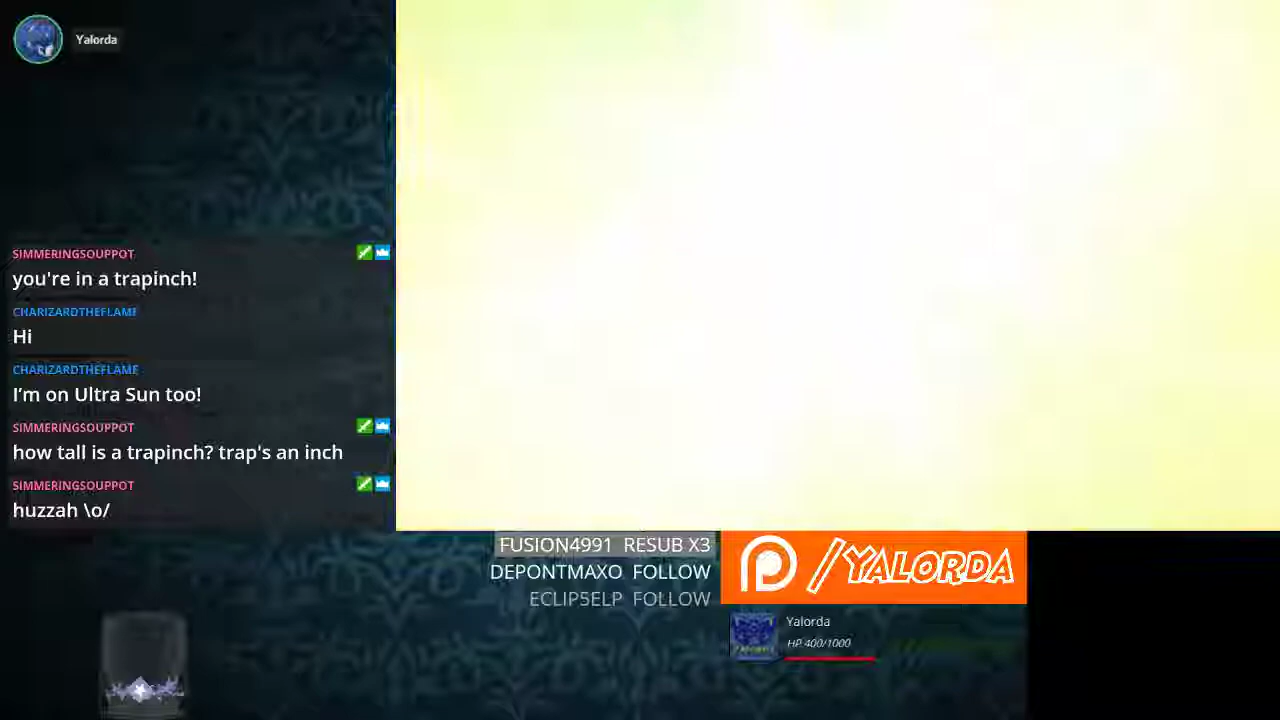 Yalorda
SIMMERINGSOUPPOT
you're in a trapinch!
CHARIZARDTHEFLAME
Hi
CHARIZARDTHEFLAME
I'm on Ultra Sun too!
SIMMERINGSOUPPOT
how tall is a trapinch? trap's an inch
SIMMERINGSOUPPOT
huzzah \o/
FUSION4991 RESUB X3
DEPONTMAXO FOLLOW
ECLIP5ELP FOLLOW
/YALORDA
Yalorda
HP 400/1000